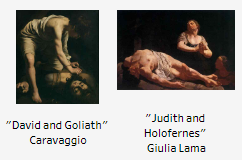 "David and Goliath"
Caravaggio
"Judith and
Holofernes"
Giulia Lama